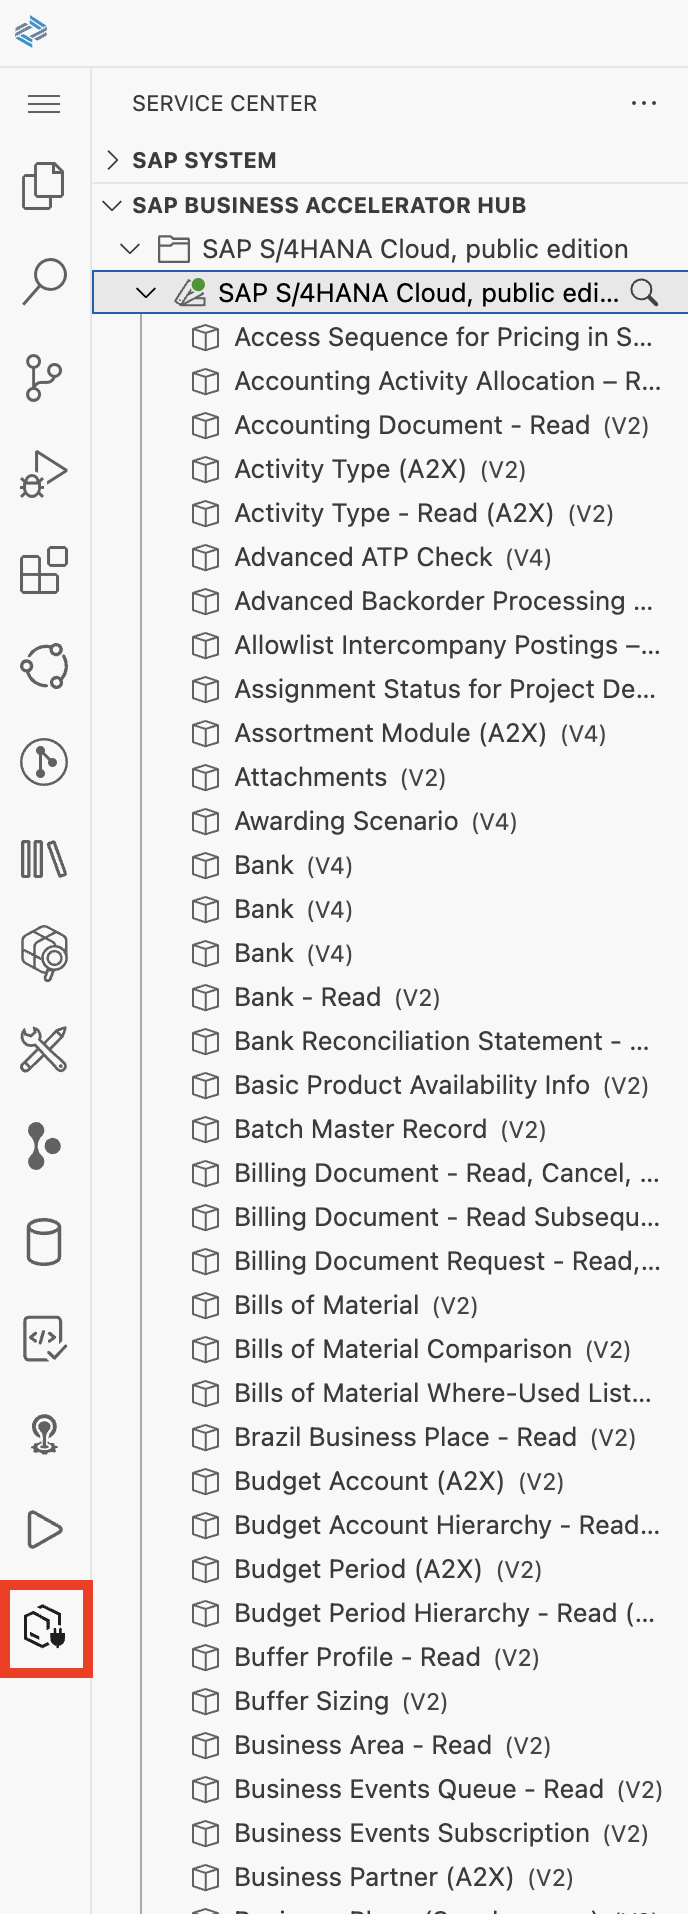 SERVICE CENTER
SAP SYSTEM
SAP BUSINESS ACCELERATOR HUB
SAP S/4HANA Cloud, public edition
SAP S/4HANA Cloud, public edi...
Access Sequence for Pricing in S...
Accounting Activity Allocation – R...
Accounting Document - Read (V2)
Activity Type (A2X) (V2)
Activity Type - Read (A2X) (V2)
Advanced ATP Check (V4)
Advanced Backorder Processing ...
Allowlist Intercompany Postings –...
Assignment Status for Project De...
Assortment Module (A2X) (V4)
Attachments (V2)
Awarding Scenario (V4)
Bank (V4)
Bank (V4)
Bank (V4)
Bank - Read (V2)
Bank Reconciliation Statement - ...
Basic Product Availability Info (V2)
Batch Master Record (V2)
Billing Document - Read, Cancel, ...
Billing Document - Read Subsequ...
Billing Document Request - Read,...
Bills of Material (V2)
Bills of Material Comparison (V2)
Bills of Material Where-Used List...
Brazil Business Place - Read (V2)
Budget Account (A2X) (V2)
Budget Account Hierarchy - Read...
Budget Period (A2X) (V2)
Budget Period Hierarchy - Read (...
Buffer Profile - Read (V2)
Buffer Sizing (V2)
Business Area - Read (V2)
Business Events Queue - Read (V2)
Business Events Subscription (V2)
Business Partner (A2X) (V2)